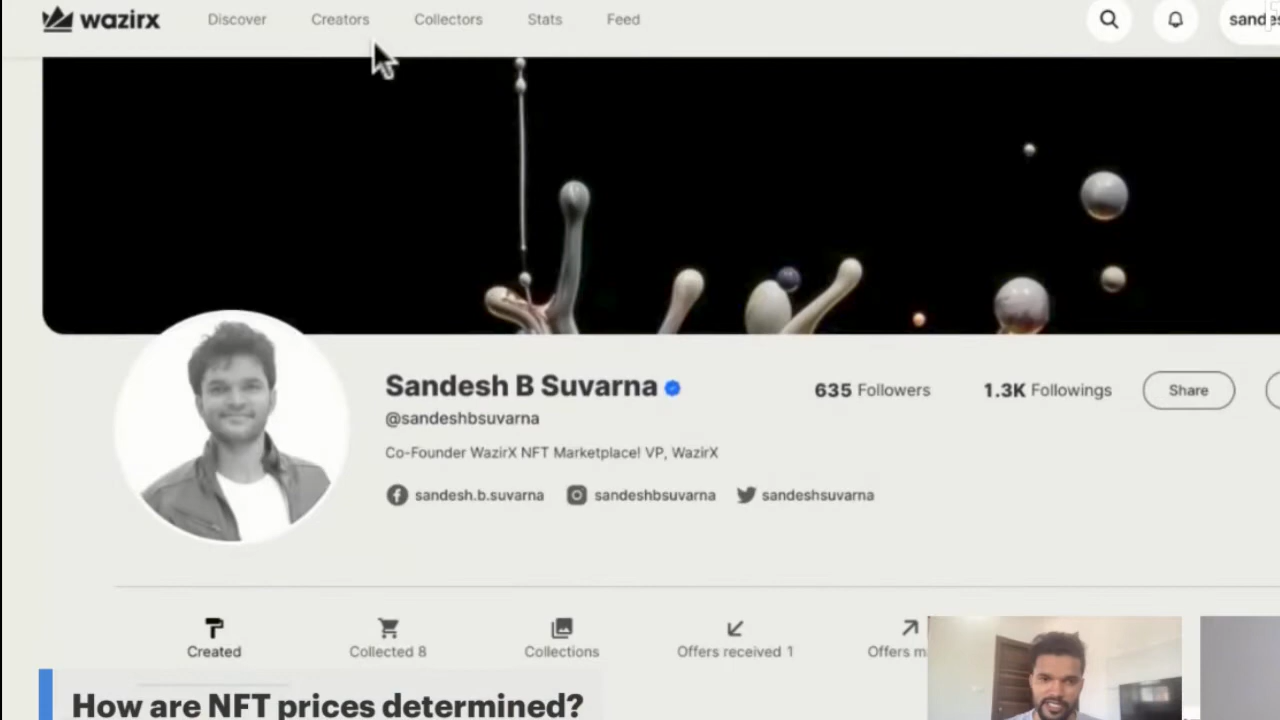 wazirx Discover Creators Collectors Stats Feed
Sandesh B Suvarna
635 Followers 1.3K Followings Share
@sandeshbsuvarna
Co-Founder WazirX NFT Marketplace! VP, WazirX
sandesh.b.suvarna sandeshbsuvarna sandeshsuvarna
Created Collected 8 Collections Offers received 1 Offers
How are NFT prices determined?